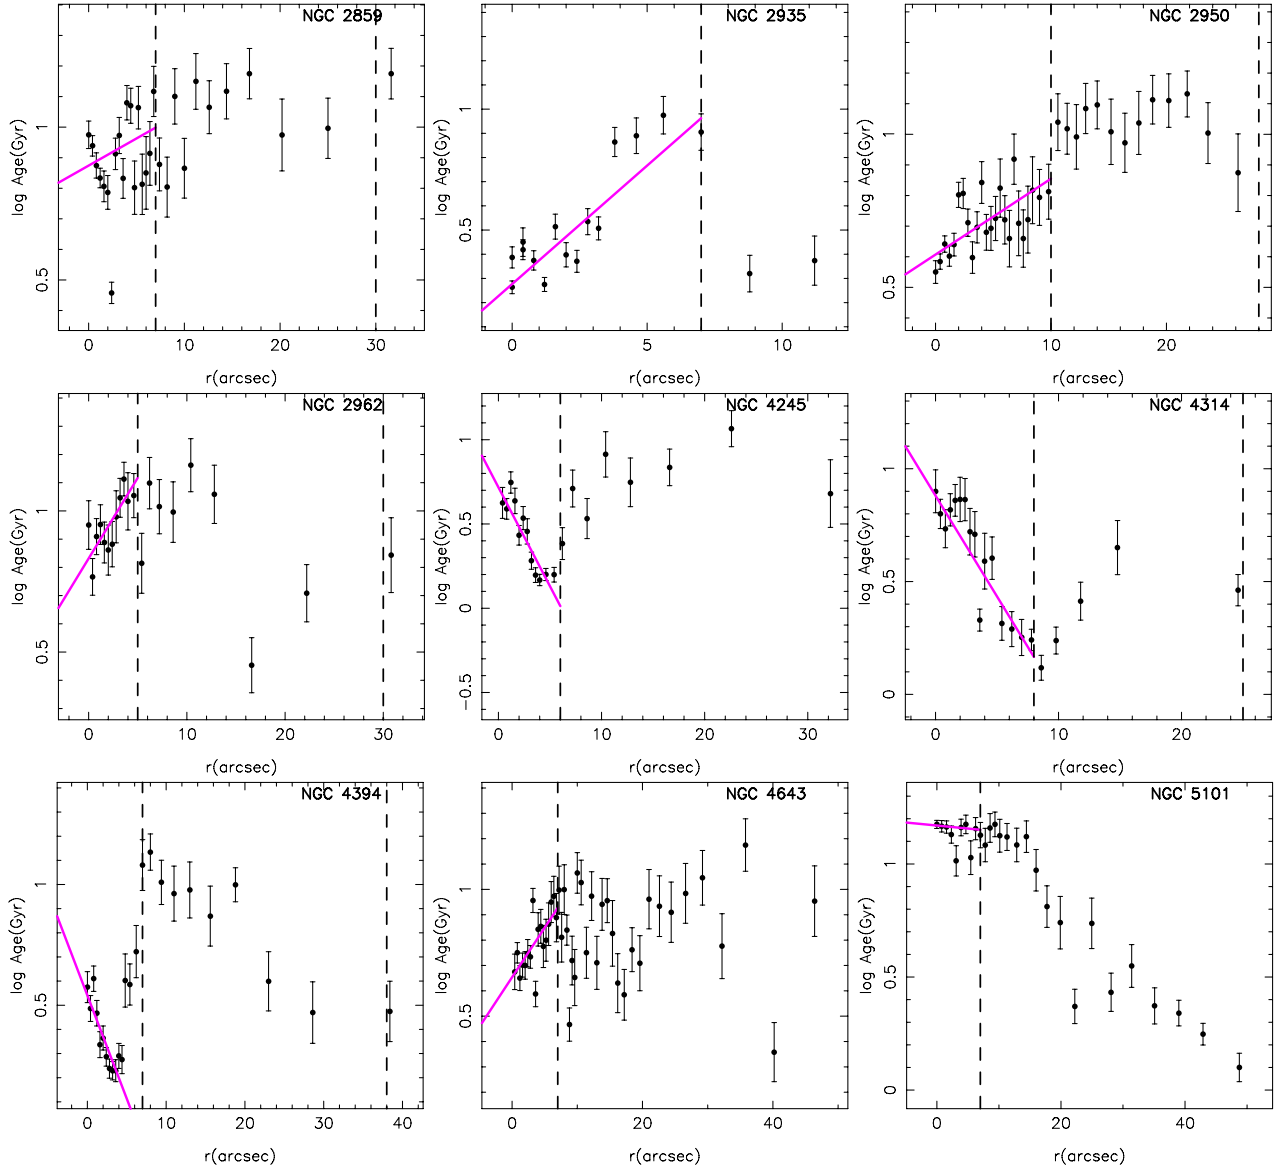 NGC 2859
log Age(Gyr)
1
0.5
0 10 20 30
r(arcsec)
NGC 2935
log Age(Gyr)
1
0.5
0 5 10
r(arcsec)
NGC 2950
log Age(Gyr)
1
0.5
0 10 20
r(arcsec)
NGC 2962
log Age(Gyr)
1
0.5
0 10 20 30
r(arcsec)
NGC 4245
log Age(Gyr)
1
0.5
0
−0.5
0 10 20 30
r(arcsec)
NGC 4314
log Age(Gyr)
1
0.5
0
0 10 20
r(arcsec)
NGC 4394
log Age(Gyr)
1
0.5
0 10 20 30 40
r(arcsec)
NGC 4643
log Age(Gyr)
1
0.5
0 20 40
r(arcsec)
NGC 5101
log Age(Gyr)
1
0.5
0
0 20 40
r(arcsec)